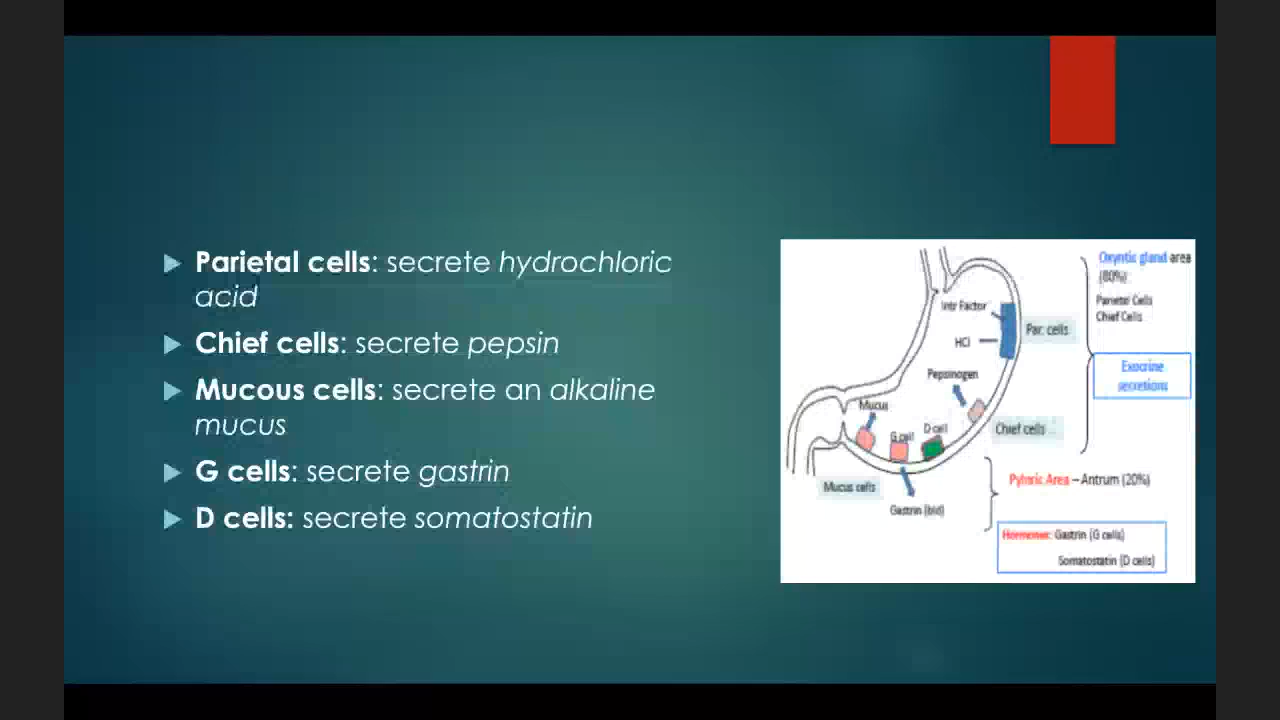 Parietal cells: secrete hydrochloric
acid
Chief cells: secrete pepsin
Mucous cells: secrete an alkaline
mucus
G cells: secrete gastrin
D cells: secrete somatostatin
Oxyntic gland area
(80%)
Parietel Cells
Chief Cells
Intr Factor
Par. cells
HCl
Exocrine
secretions
Pepsinogen
Mucus
G cell
D cell
Chief cells
Mucus cells
Pyloric Area – Antrum (20%)
Gastrin (bld)
Hormones: Gastrin (G cells)
Somatostatin (D cells)